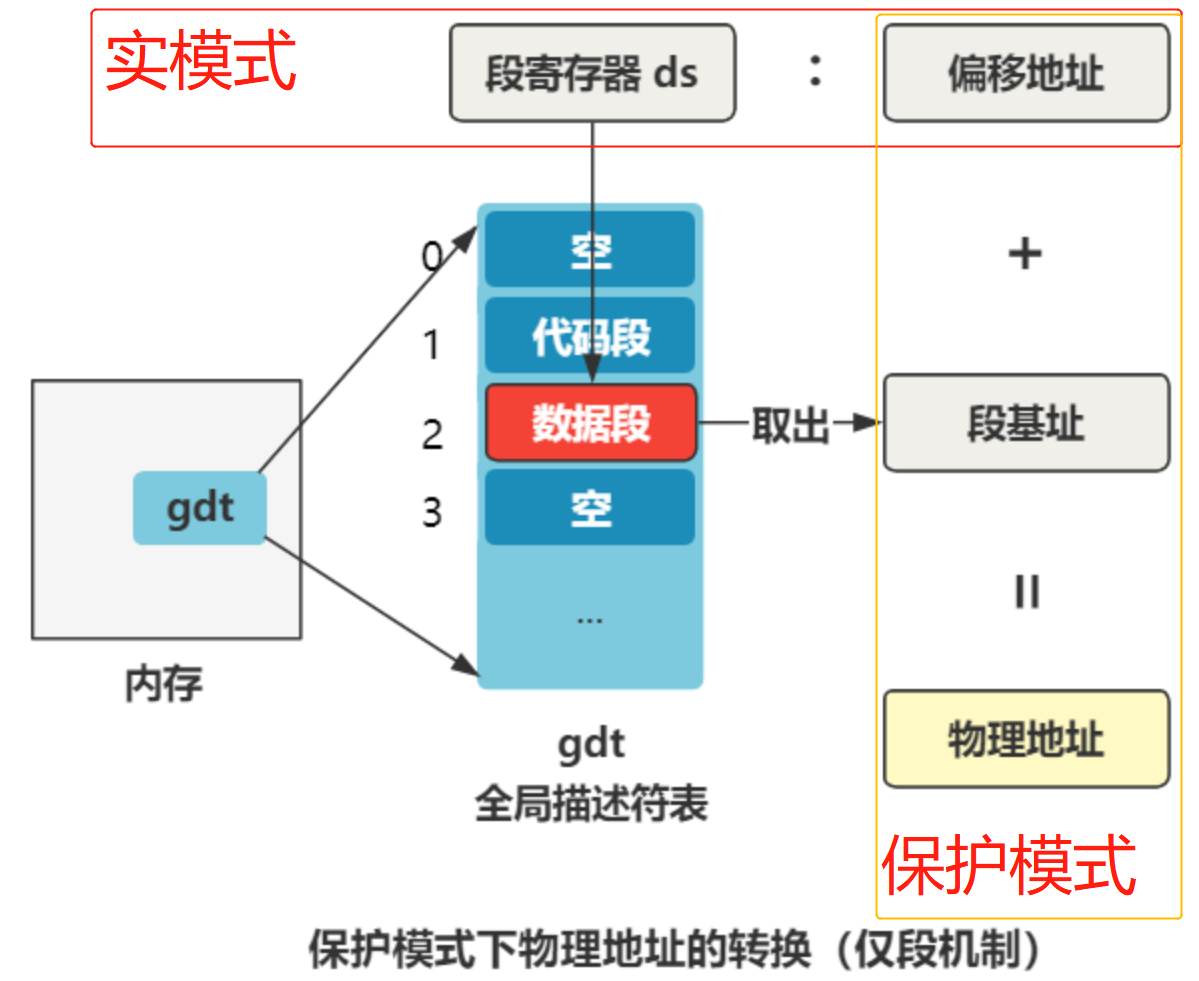 实模式
段寄存器 ds
:
偏移地址
0
空
+
1
代码段
2
数据段
取出
段基址
3
空
gdt
...
=
内存
gdt
全局描述符表
物理地址
保护模式
保护模式下物理地址的转换（仅段机制）